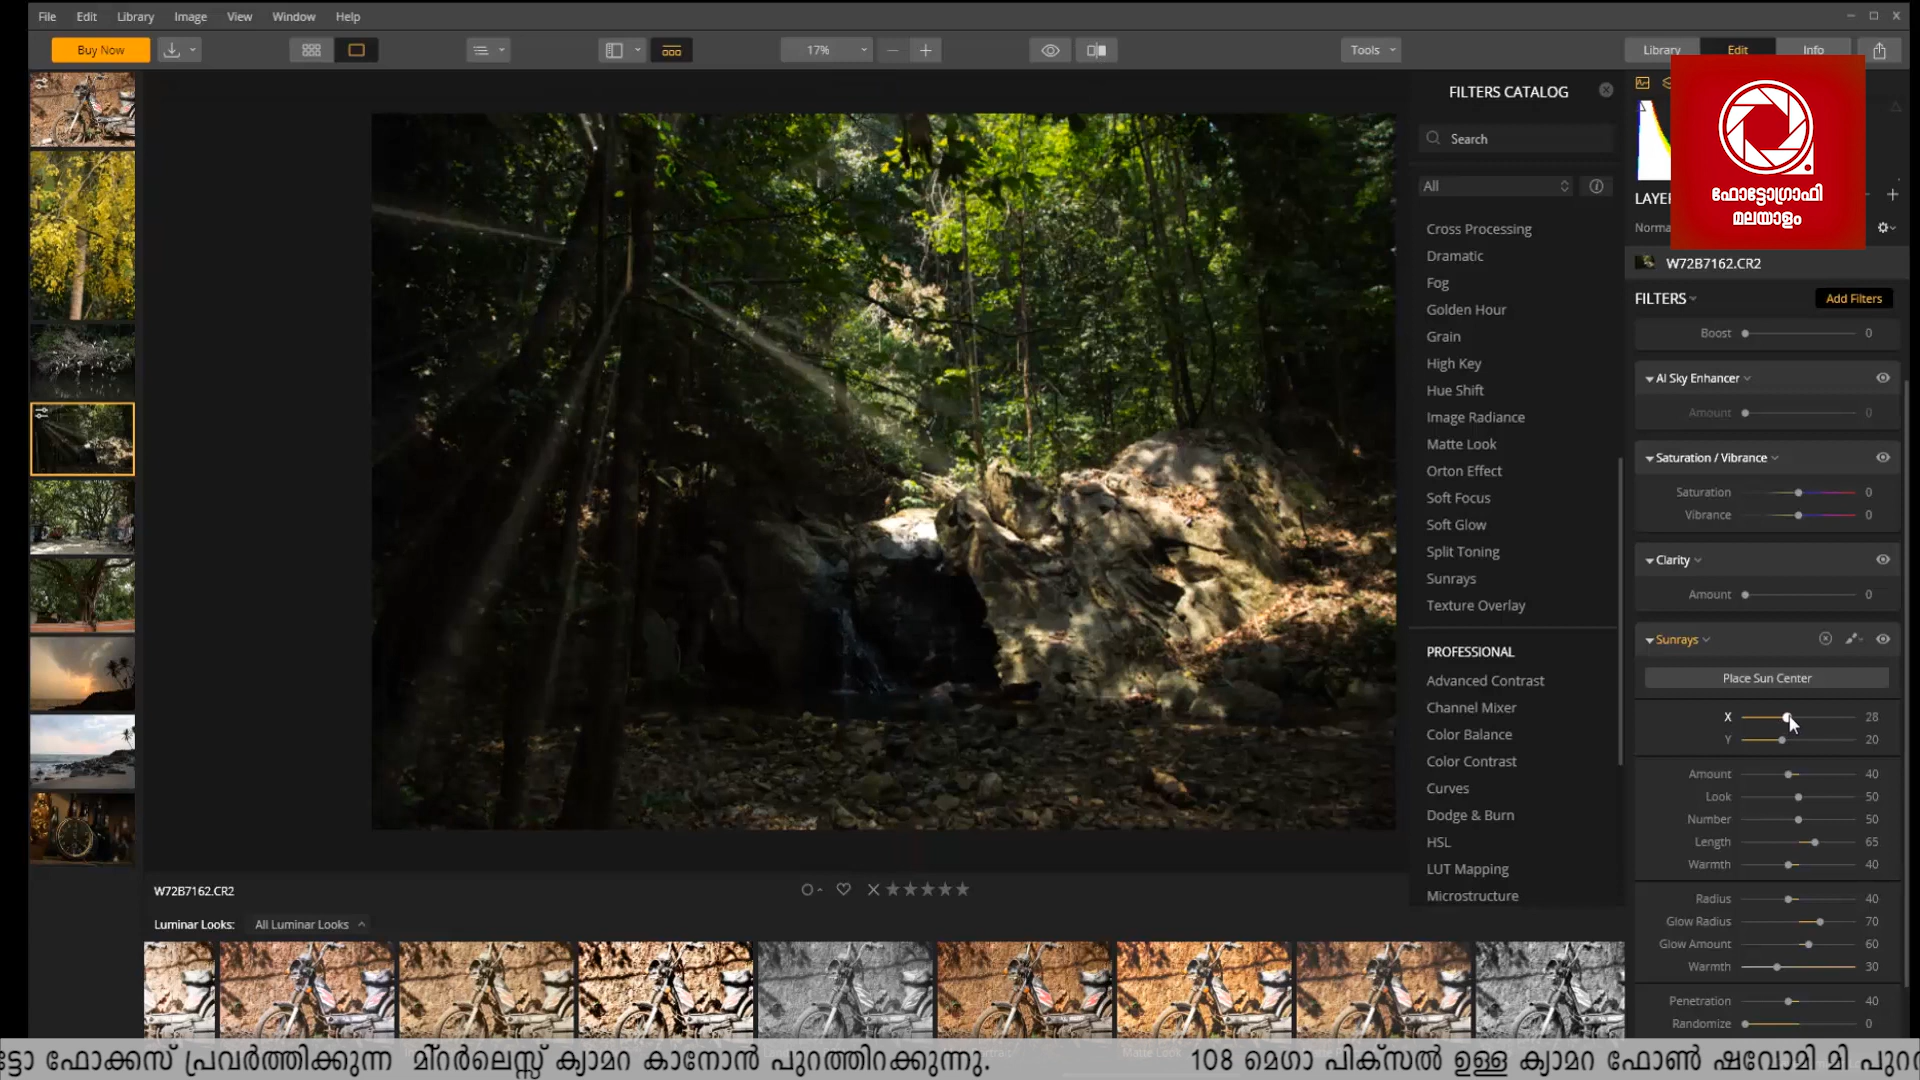 File Edit Library Image View Window Help
Buy Now
17%
Tools
Library Edit Info
FILTERS CATALOG
Search
All
Cross Processing
Dramatic
Fog
Golden Hour
Grain
High Key
Hue Shift
Image Radiance
Matte Look
Orton Effect
Soft Focus
Soft Glow
Split Toning
Sunrays
Texture Overlay
PROFESSIONAL
Advanced Contrast
Channel Mixer
Color Balance
Color Contrast
Curves
Dodge & Burn
HSL
LUT Mapping
Microstructure
ഫോട്ടോഗ്രാഫി
മലയാളം
W72B7162.CR2
FILTERS
Add Filters
Boost 0
AI Sky Enhancer
Amount 0
Saturation / Vibrance
Saturation 0
Vibrance 0
Clarity
Amount 0
Sunrays
Place Sun Center
X 28
Y 20
Amount 40
Look 50
Number 50
Length 65
Warmth 40
Radius 40
Glow Radius 70
Glow Amount 60
Warmth 30
Penetration 40
Randomize 0
W72B7162.CR2
Luminar Looks: All Luminar Looks
ഫോക്കസ് പ്രവർത്തിക്കുന്ന മിറർലെസ്സ് ക്യാമറ കാനോൻ പുറത്തിറക്കുന്നു. 108 മെഗാ പിക്സൽ ഉള്ള ക്യാമറ ഫോൺ ഷവോമി മി